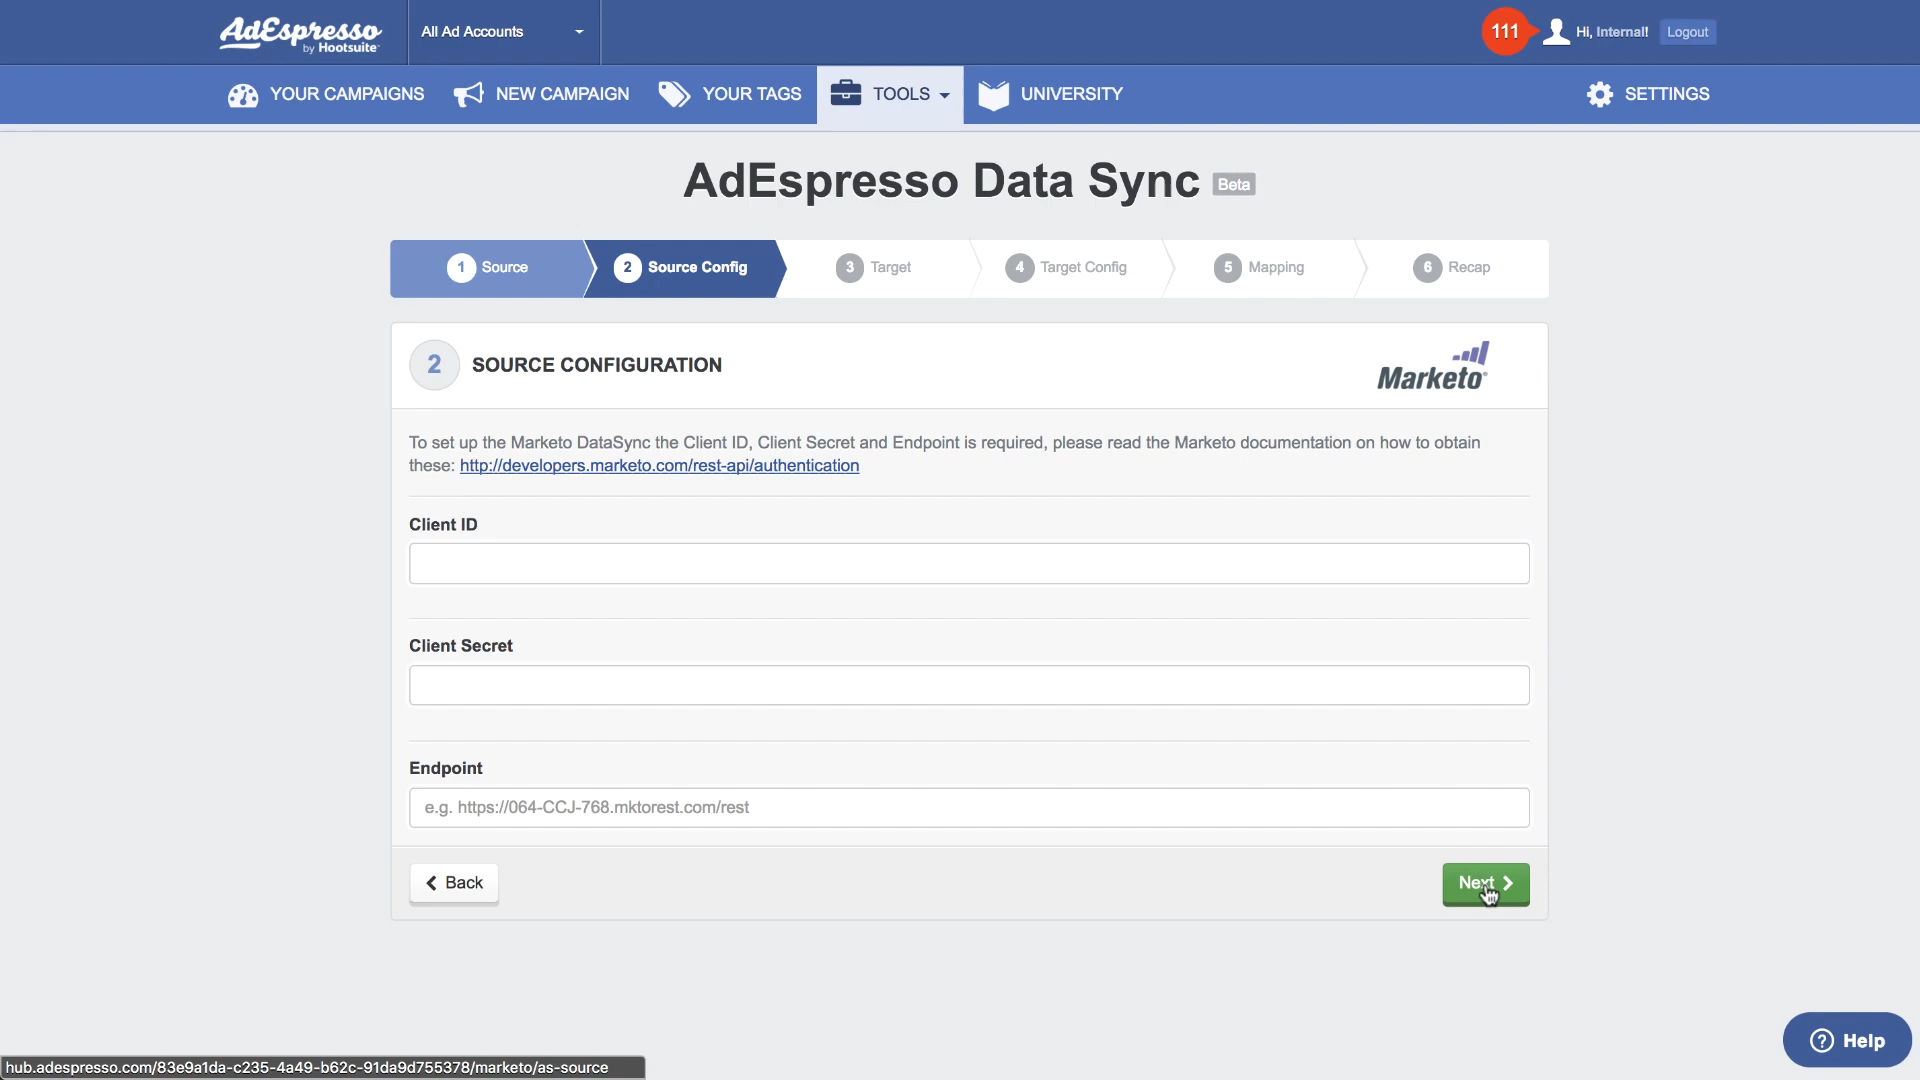 AdEspresso
by Hootsuite
All Ad Accounts
111
Hi, Internal!
Logout
YOUR CAMPAIGNS
NEW CAMPAIGN
YOUR TAGS
TOOLS
UNIVERSITY
SETTINGS
AdEspresso Data Sync Beta
1 Source
2 Source Config
3 Target
4 Target Config
5 Mapping
6 Recap
2 SOURCE CONFIGURATION
Marketo
To set up the Marketo DataSync the Client ID, Client Secret and Endpoint is required, please read the Marketo documentation on how to obtain
these: http://developers.marketo.com/rest-api/authentication
Client ID
Client Secret
Endpoint
e.g. https://064-CCJ-768.mktorest.com/rest
Back
Next
? Help
hub.adespresso.com/83e9a1da-c235-4a49-b62c-91da9d755378/marketo/as-source